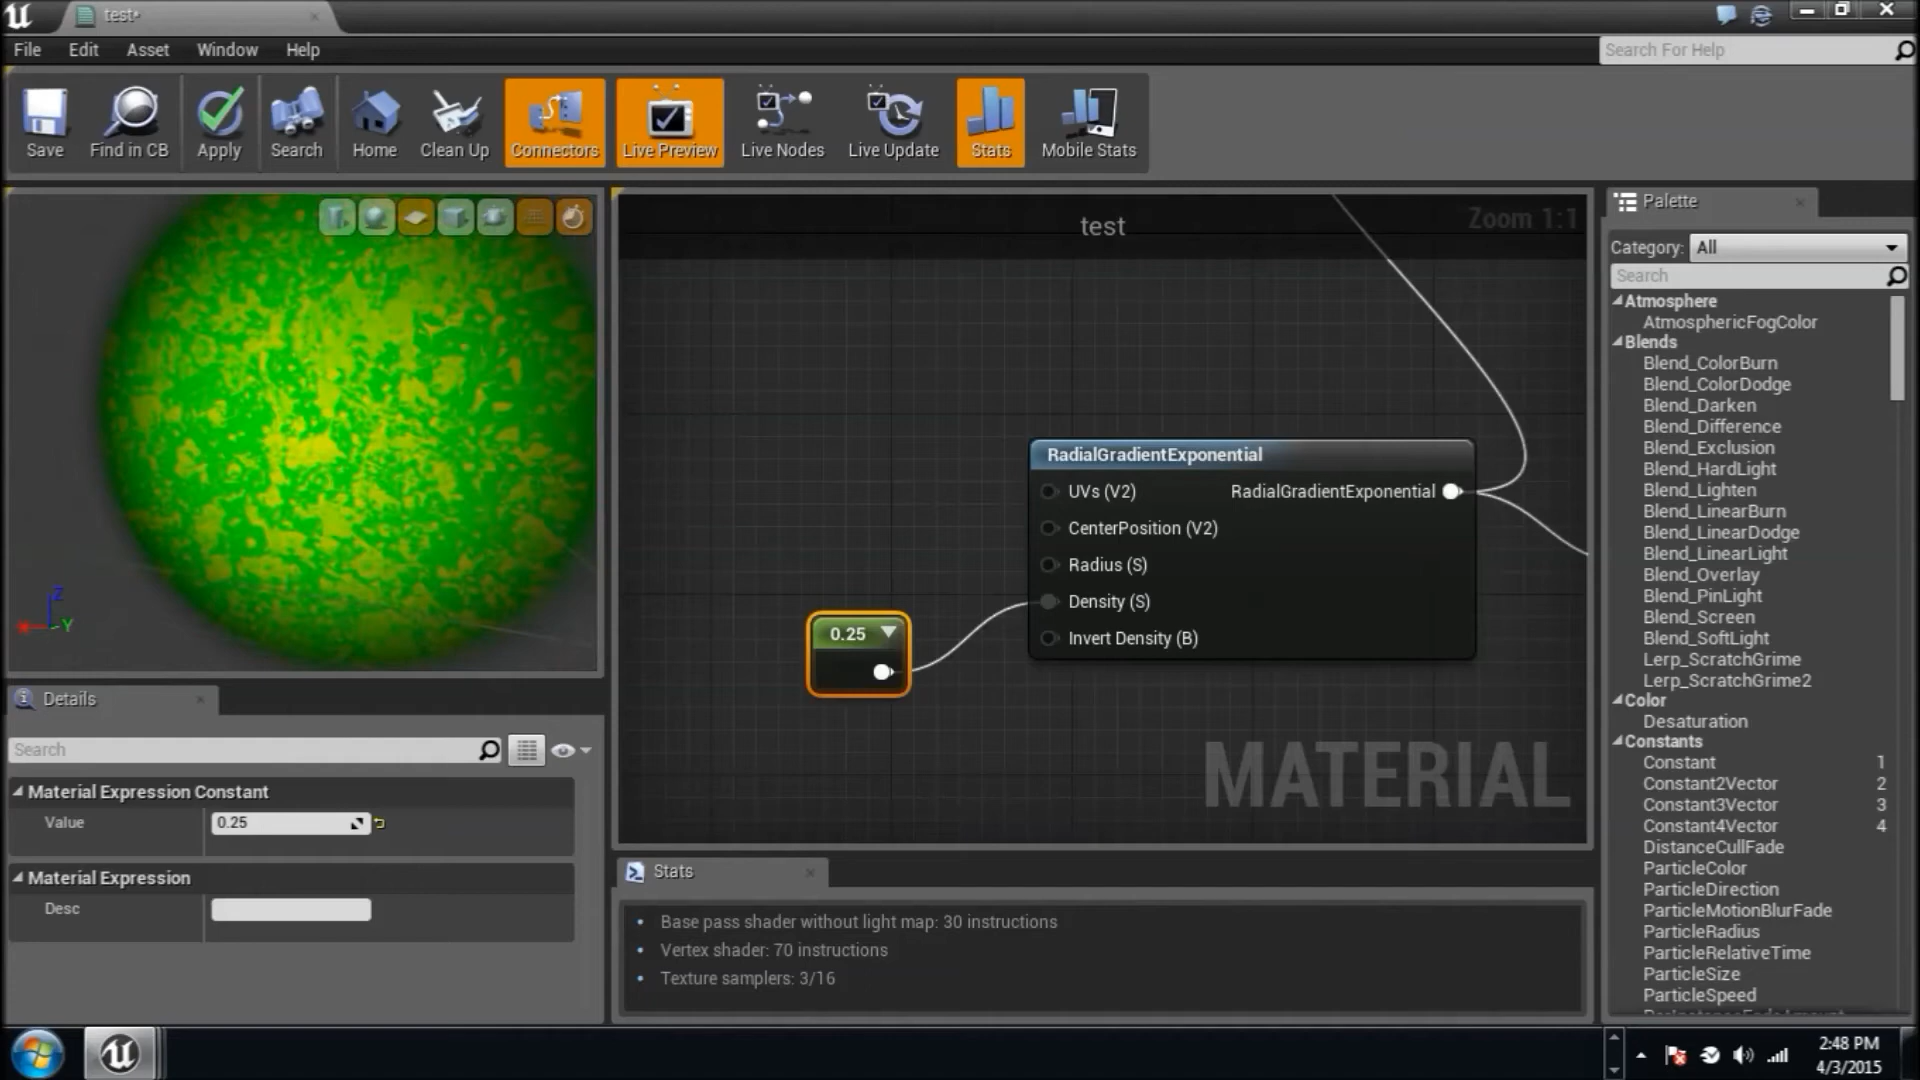 test*
File Edit Asset Window Help
Search For Help
Save Find in CB Apply Search Home Clean Up Connectors Live Preview Live Nodes Live Update Stats Mobile Stats
test
Zoom 1:1
RadialGradientExponential
UVs (V2)
RadialGradientExponential
CenterPosition (V2)
Radius (S)
Density (S)
Invert Density (B)
0.25
MATERIAL
Z
Y
Details
Search
Material Expression Constant
Value 0.25
Material Expression
Desc
Stats
Base pass shader without light map: 30 instructions
Vertex shader: 70 instructions
Texture samplers: 3/16
Palette
Category: All
Search
Atmosphere
AtmosphericFogColor
Blends
Blend_ColorBurn
Blend_ColorDodge
Blend_Darken
Blend_Difference
Blend_Exclusion
Blend_HardLight
Blend_Lighten
Blend_LinearBurn
Blend_LinearDodge
Blend_LinearLight
Blend_Overlay
Blend_PinLight
Blend_Screen
Blend_SoftLight
Lerp_ScratchGrime
Lerp_ScratchGrime2
Color
Desaturation
Constants
Constant 1
Constant2Vector 2
Constant3Vector 3
Constant4Vector 4
DistanceCullFade
ParticleColor
ParticleDirection
ParticleMotionBlurFade
ParticleRadius
ParticleRelativeTime
ParticleSize
ParticleSpeed
2:48 PM
4/3/2015